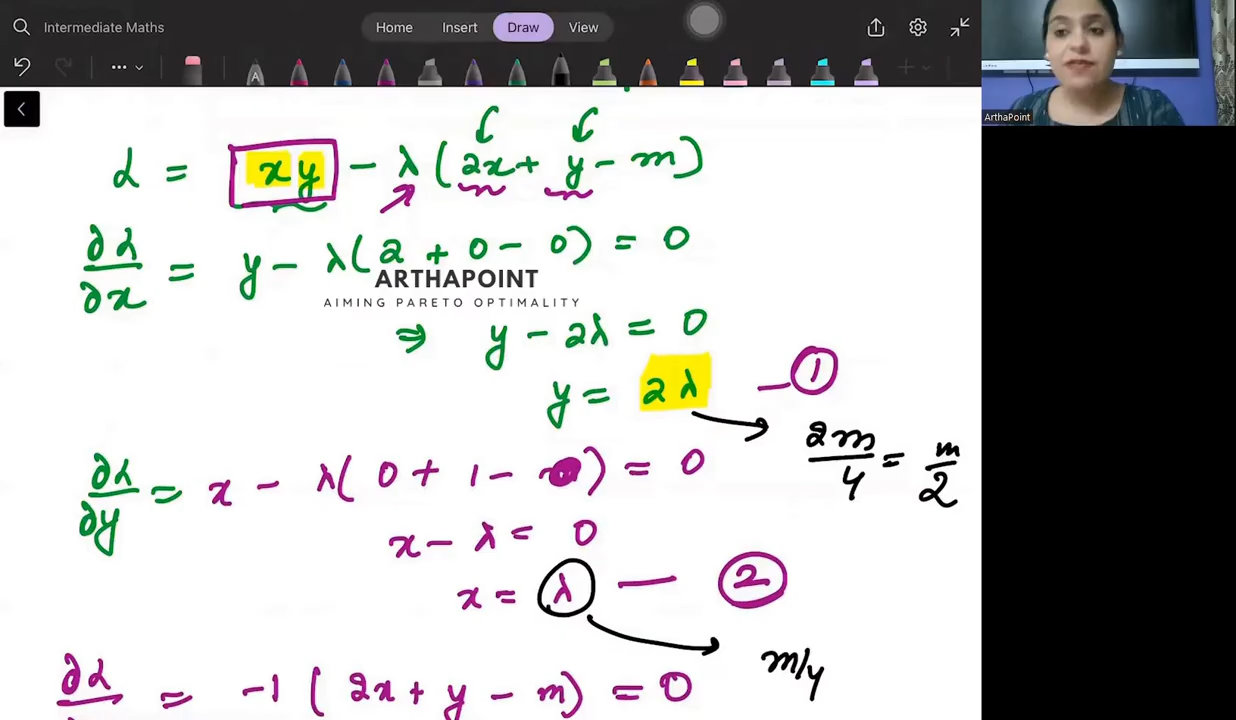 Intermediate Maths
Home Insert Draw View
A
ArthaPoint
L = xy - λ(2x + y - m)
∂L/∂x = y - λ(2 + 0 - 0) = 0
ARTHAPOINT
AIMING PARETO OPTIMALITY
⇒ y - 2λ = 0
y = 2λ - ①
2m/4 = m/2
∂L/∂y = x - λ(0 + 1 - 0) = 0
x - λ = 0
x = λ — ②
m/4
∂L = -1(2x + y - m) = 0